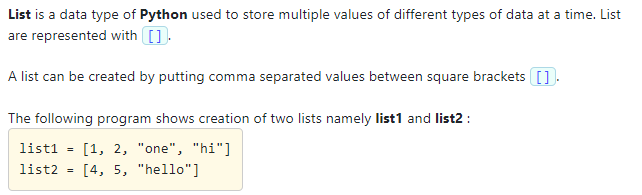 List is a data type of Python used to store multiple values of different types of data at a time. List
are represented with [].
A list can be created by putting comma separated values between square brackets [].
The following program shows creation of two lists namely list1 and list2 :
list1 = [1, 2, "one", "hi"]
list2 = [4, 5, "hello"]